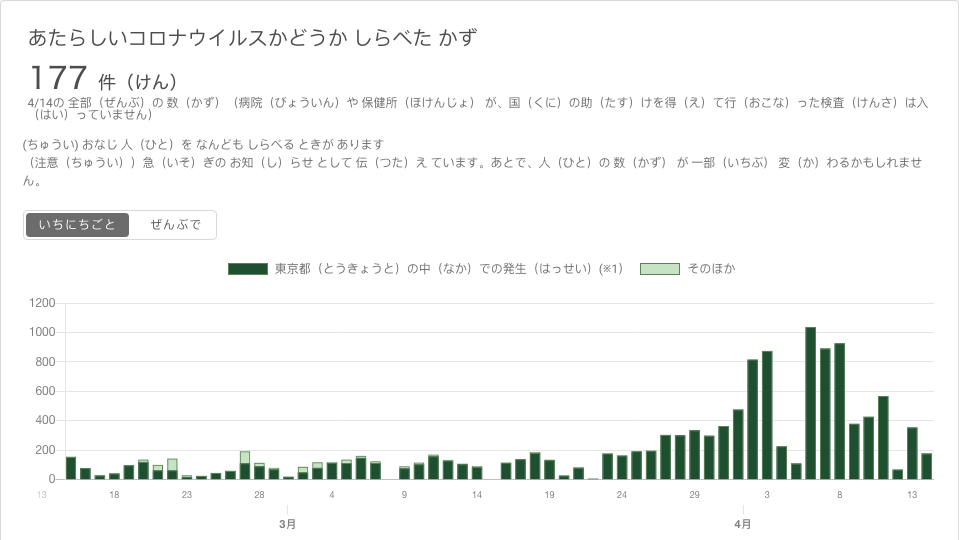 あたらしいコロナウイルスかどうか しらべた かず
177 件（けん）
4/14の 全部（ぜんぶ）の 数（かず）（病院（びょういん）や 保健所（ほけんじょ） が、国（くに）の助（たす）けを得（え）て行（おこな）った検査（けんさ）は入
（はい）っていません）
(ちゅうい) おなじ 人（ひと）を なんども しらべる ときが あります
（注意（ちゅうい））急（いそ）ぎの お知（し）らせ として 伝（つた）え ています。あとで、人（ひと）の 数（かず） が 一部（いちぶ） 変（か）わるかもしれませ
ん。
いちにちごと ぜんぶで
東京都（とうきょうと）の中（なか）での発生（はっせい）(※1) そのほか
1200
1000
800
600
400
200
0
13 18 23 28 4 9 14 19 24 29 3 8 13
3月 4月